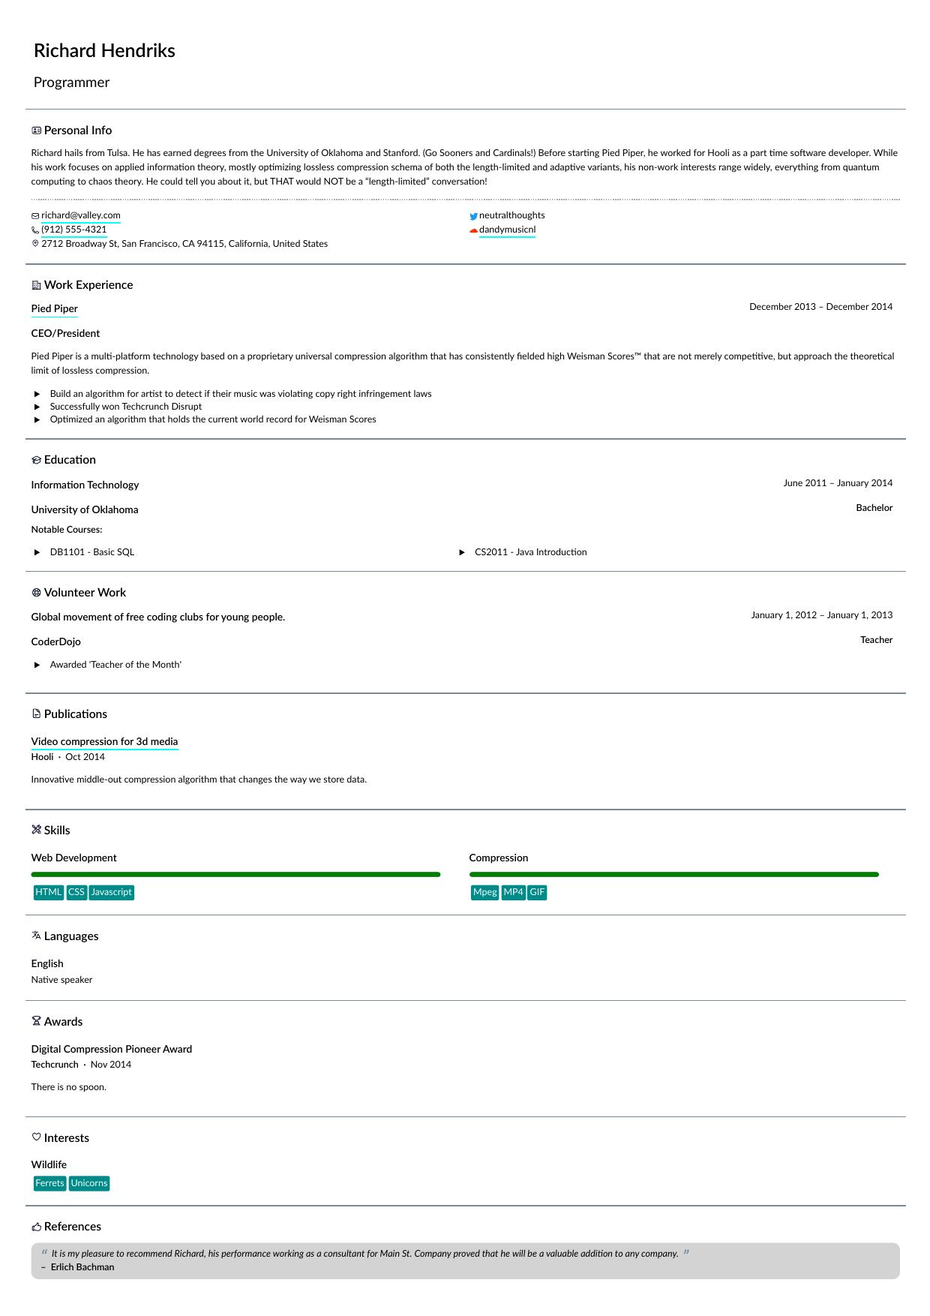 Richard Hendriks
Programmer
Personal Info
Richard hails from Tulsa. He has earned degrees from the University of Oklahoma and Stanford. (Go Sooners and Cardinals!) Before starting Pied Piper, he worked for Hooli as a part time software developer. While
his work focuses on applied information theory, mostly optimizing lossless compression schema of both the length-limited and adaptive variants, his non-work interests range widely, everything from quantum
computing to chaos theory. He could tell you about it, but THAT would NOT be a “length-limited” conversation!
richard@valley.com neutralthoughts
(912) 555-4321 dandymusicnl
2712 Broadway St, San Francisco, CA 94115, California, United States
Work Experience
Pied Piper December 2013 – December 2014
CEO/President
Pied Piper is a multi-platform technology based on a proprietary universal compression algorithm that has consistently fielded high Weisman Scores™ that are not merely competitive, but approach the theoretical
limit of lossless compression.
► Build an algorithm for artist to detect if their music was violating copy right infringement laws
► Successfully won Techcrunch Disrupt
► Optimized an algorithm that holds the current world record for Weisman Scores
Education
Information Technology June 2011 – January 2014
University of Oklahoma Bachelor
Notable Courses:
► DB1101 - Basic SQL ► CS2011 - Java Introduction
Volunteer Work
Global movement of free coding clubs for young people. January 1, 2012 – January 1, 2013
CoderDojo Teacher
► Awarded 'Teacher of the Month'
Publications
Video compression for 3d media
Hooli · Oct 2014
Innovative middle-out compression algorithm that changes the way we store data.
Skills
Web Development Compression
HTML CSS Javascript Mpeg MP4 GIF
Languages
English
Native speaker
Awards
Digital Compression Pioneer Award
Techcrunch · Nov 2014
There is no spoon.
Interests
Wildlife
Ferrets Unicorns
References
“ It is my pleasure to recommend Richard, his performance working as a consultant for Main St. Company proved that he will be a valuable addition to any company. ”
– Erlich Bachman